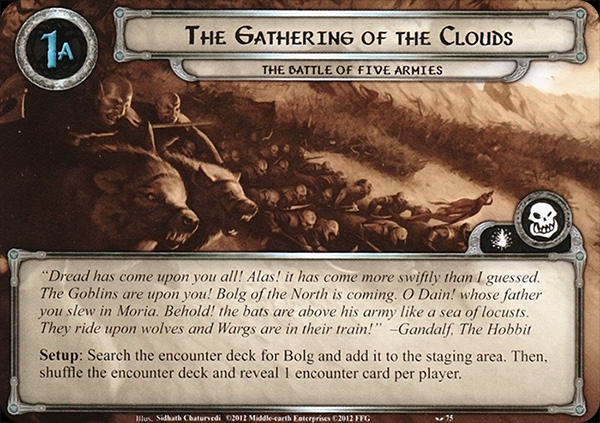 1A
THE GATHERING OF THE CLOUDS
THE BATTLE OF FIVE ARMIES
“Dread has come upon you all! Alas! it has come more swiftly than I guessed.
The Goblins are upon you! Bolg of the North is coming. O Dain! whose father
you slew in Moria. Behold! the bats are above his army like a sea of locusts.
They ride upon wolves and Wargs are in their train!” –Gandalf, The Hobbit
Setup: Search the encounter deck for Bolg and add it to the staging area. Then,
shuffle the encounter deck and reveal 1 encounter card per player.
Illus. Sidhath Chaturvedi ©2012 Middle-earth Enterprises ©2012 FFG 75